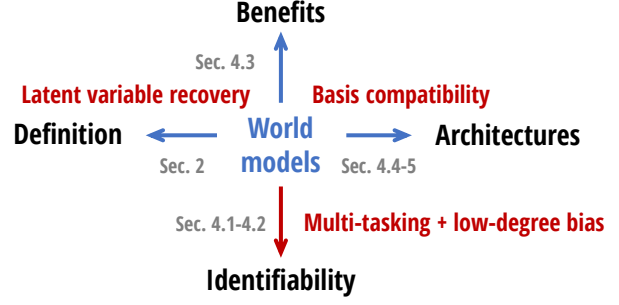 Benefits
Sec. 4.3
Latent variable recovery
Basis compatibility
Definition
World
models
Architectures
Sec. 2
Sec. 4.4-5
Sec. 4.1-4.2
Multi-tasking + low-degree bias
Identifiability